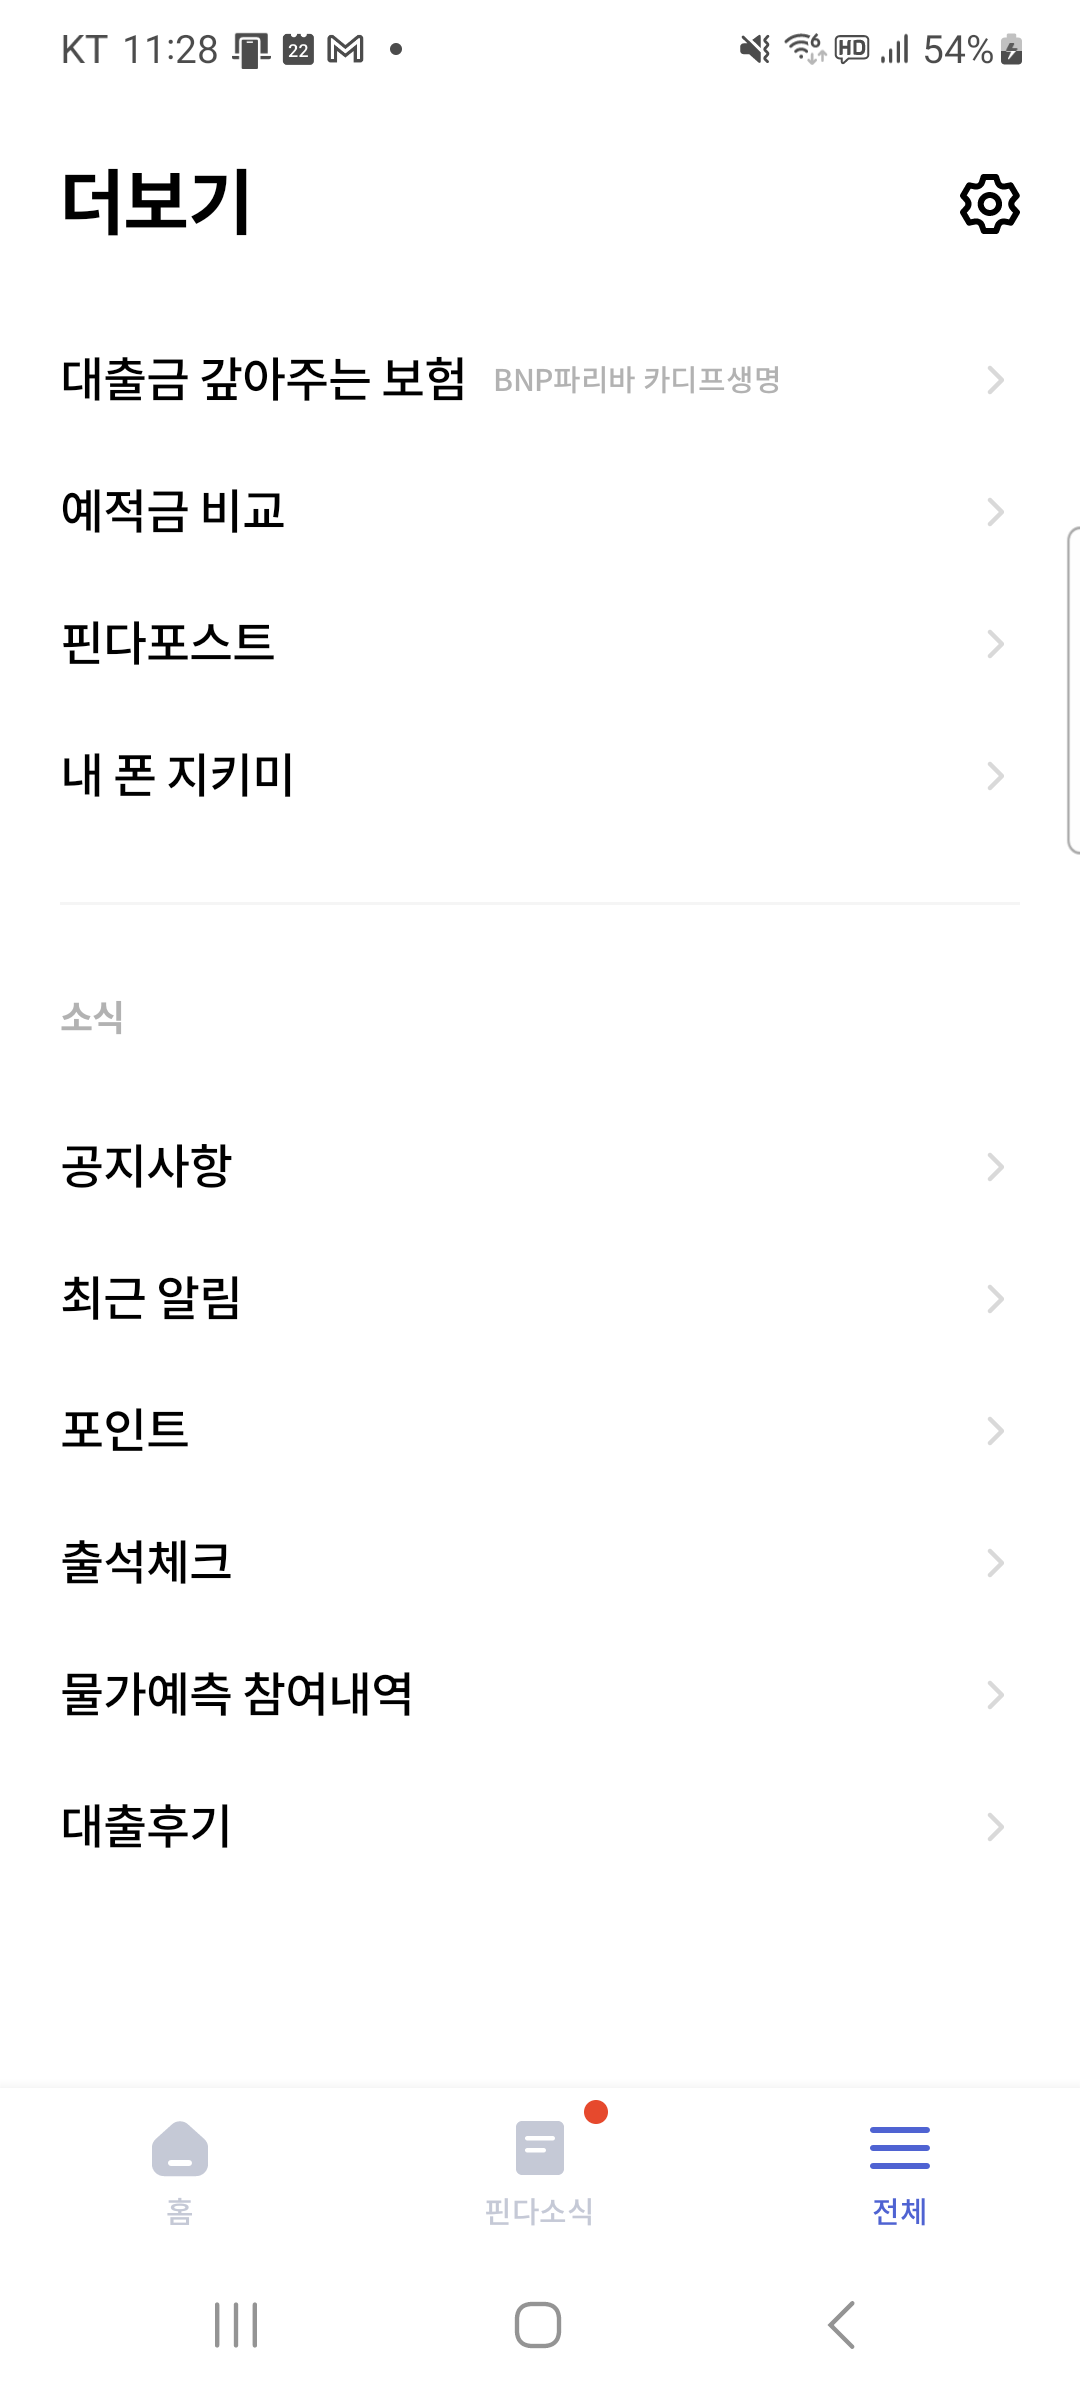 KT 11:28 22 HD 54%
더보기
대출금 갚아주는 보험 BNP파리바 카디프생명
예적금 비교
핀다포스트
내 폰 지키미
소식
공지사항
최근 알림
포인트
출석체크
물가예측 참여내역
대출후기
홈 핀다소식 전체